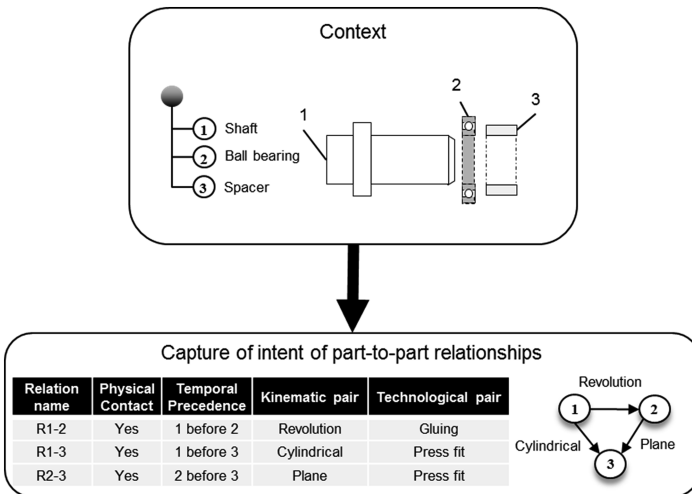 Context
1
2
3
1 Shaft
2 Ball bearing
3 Spacer
Capture of intent of part-to-part relationships
Relation name Physical Contact Temporal Precedence Kinematic pair Technological pair
R1-2 Yes 1 before 2 Revolution Gluing
R1-3 Yes 1 before 3 Cylindrical Press fit
R2-3 Yes 2 before 3 Plane Press fit
Revolution
1 2
Cylindrical Plane
3